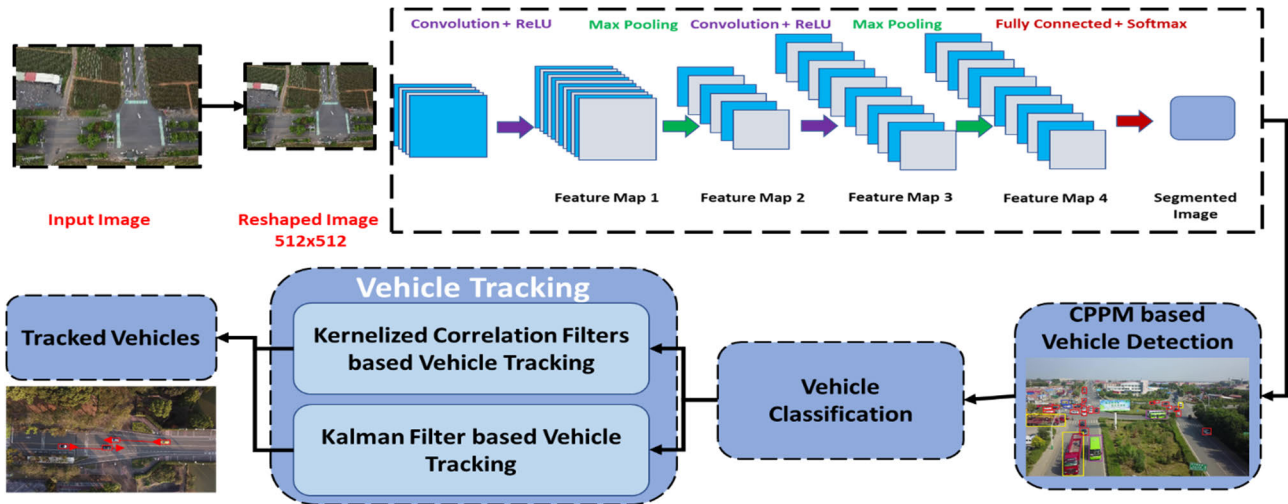 Convolution + ReLU
Max Pooling
Convolution + ReLU
Max Pooling
Fully Connected + Softmax
Feature Map 1
Feature Map 2
Feature Map 3
Feature Map 4
Segmented
Image
Input Image
Reshaped Image
512x512
Vehicle Tracking
Kernelized Correlation Filters
based Vehicle Tracking
Kalman Filter based Vehicle
Tracking
Tracked Vehicles
Vehicle
Classification
CPPM based
Vehicle Detection